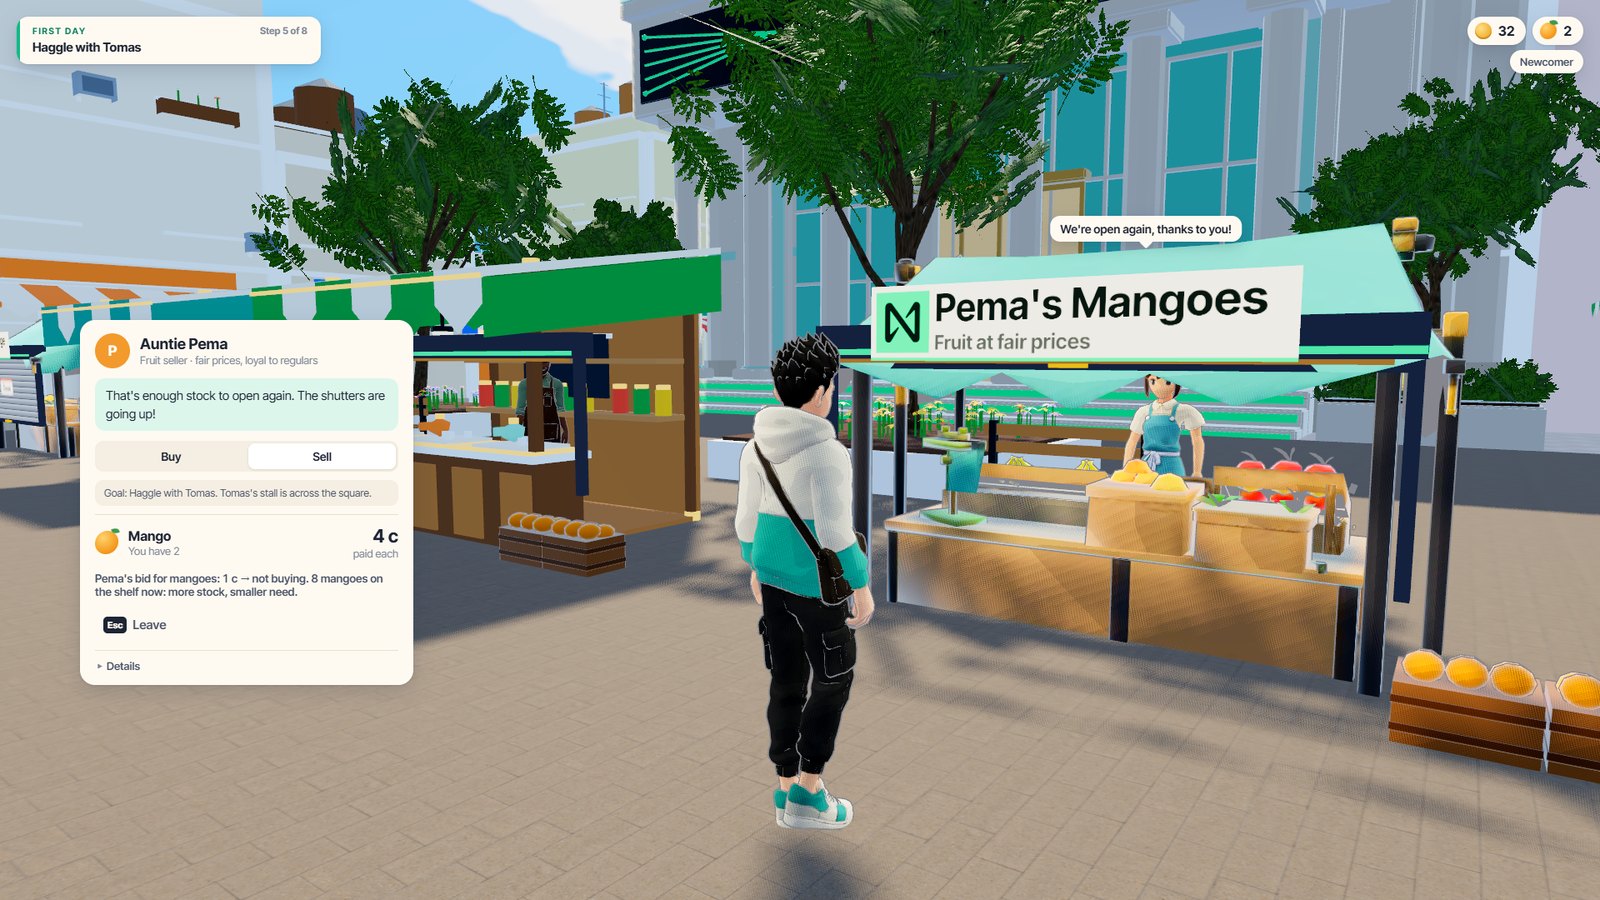 FIRST DAY
Step 5 of 8
Haggle with Tomas
32
2
Newcomer
We're open again, thanks to you!
Pema's Mangoes
Fruit at fair prices
P
Auntie Pema
Fruit seller · fair prices, loyal to regulars
That's enough stock to open again. The shutters are
going up!
Buy
Sell
Goal: Haggle with Tomas. Tomas's stall is across the square.
Mango
4 c
You have 2
paid each
Pema's bid for mangoes: 1 c → not buying. 8 mangoes on
the shelf now: more stock, smaller need.
Esc
Leave
▸ Details